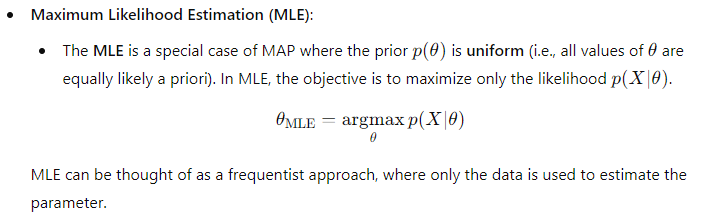 • Maximum Likelihood Estimation (MLE):
• The MLE is a special case of MAP where the prior p(θ) is uniform (i.e., all values of θ are
equally likely a priori). In MLE, the objective is to maximize only the likelihood p(X|θ).
θ_MLE = argmax p(X|θ)
θ
MLE can be thought of as a frequentist approach, where only the data is used to estimate the
parameter.